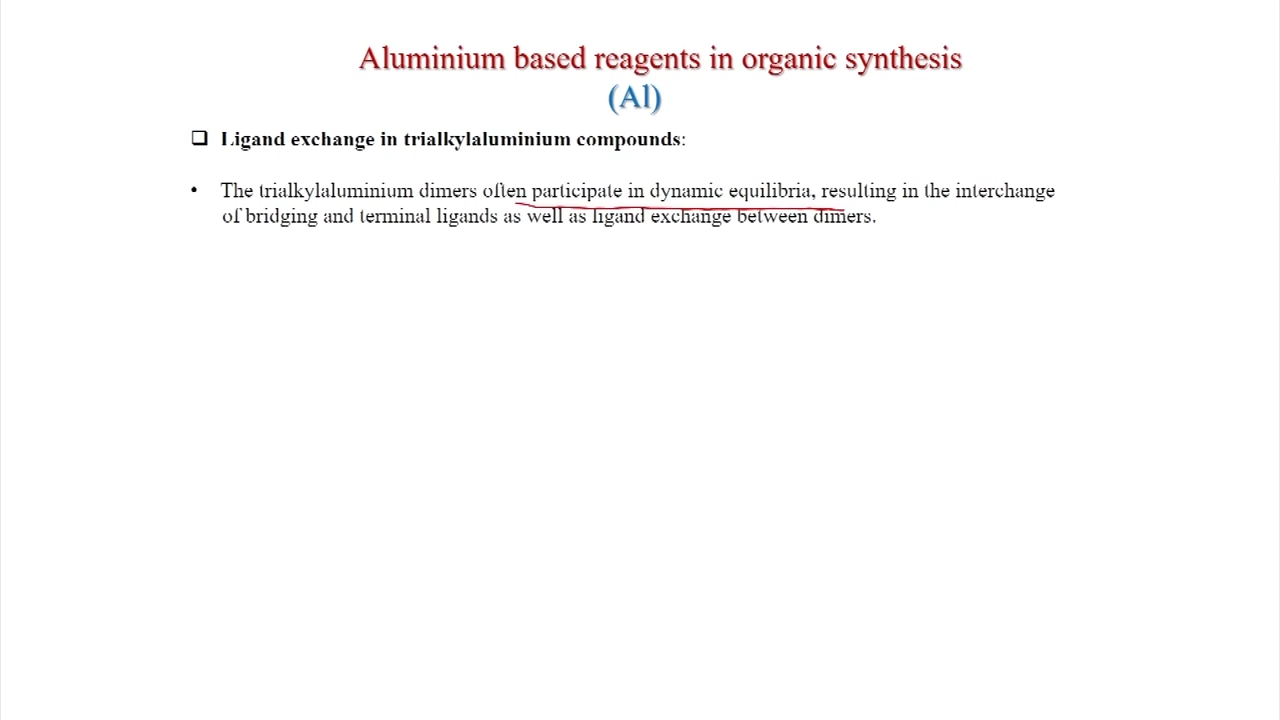 Aluminium based reagents in organic synthesis
(Al)
❑ Ligand exchange in trialkylaluminium compounds:
• The trialkylaluminium dimers often participate in dynamic equilibria, resulting in the interchange
of bridging and terminal ligands as well as ligand exchange between dimers.